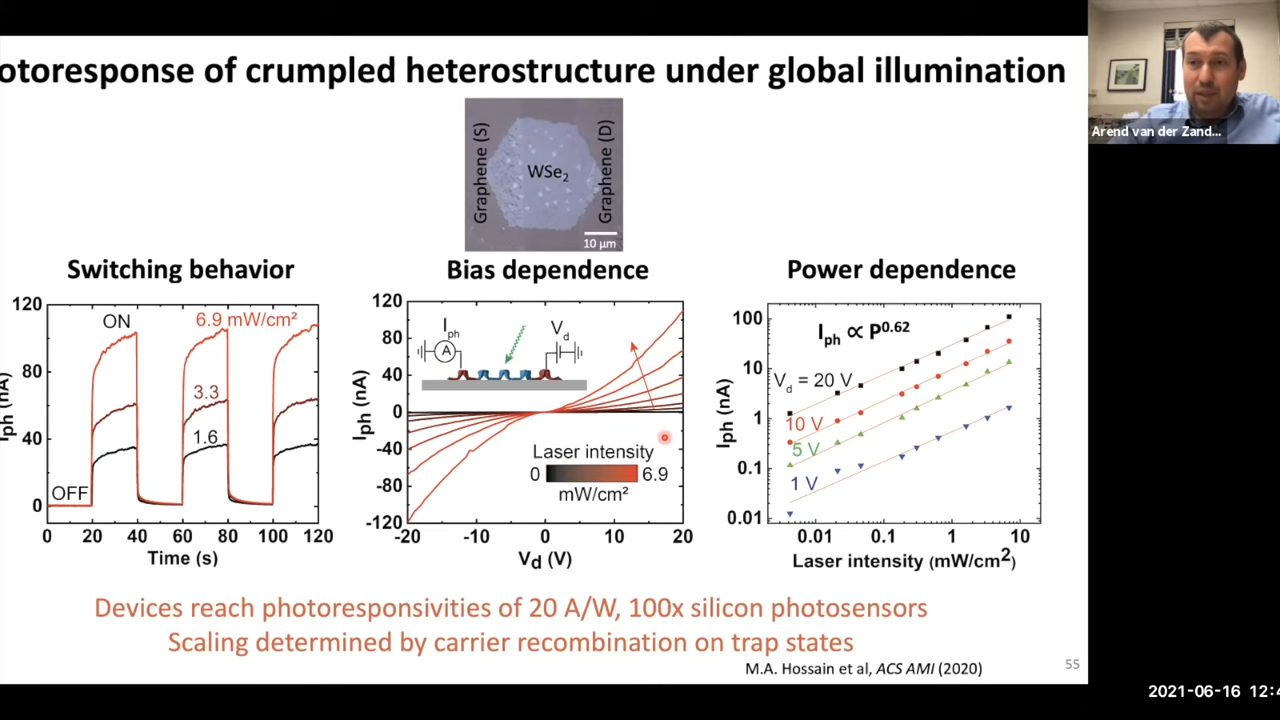 otoresponse of crumpled heterostructure under global illumination
Arend van der Zand...
Graphene (S)
WSe₂
Graphene (D)
10 µm
Switching behavior
Bias dependence
Power dependence
120
80
40
0
Iph (nA)
ON
6.9 mW/cm²
3.3
1.6
OFF
0 20 40 60 80 100 120
Time (s)
120
80
40
0
-40
-80
-120
Iph (nA)
Iph
A
Vd
Laser intensity
0 6.9
mW/cm²
-20 -10 0 10 20
Vd (V)
100
10
1
0.1
0.01
Iph (nA)
Iph ∝ P^0.62
Vd = 20 V
10 V
5 V
1 V
0.01 0.1 1 10
Laser intensity (mW/cm²)
Devices reach photoresponsivities of 20 A/W, 100x silicon photosensors
Scaling determined by carrier recombination on trap states
M.A. Hossain et al, ACS AMI (2020)
55
2021-06-16 12:4